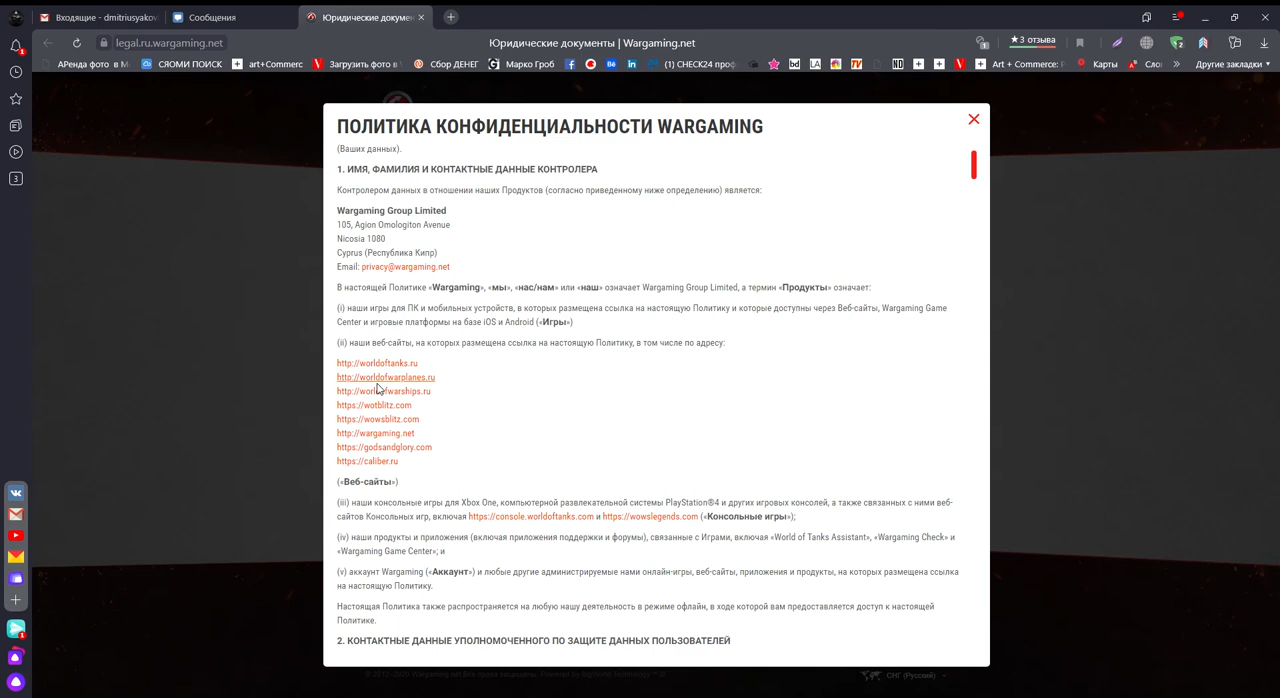 Входящие - dmitriusyakov
Сообщения
Юридические докумен
legal.ru.wargaming.net
Юридические документы | Wargaming.net
★3 отзыва
АРенда фото в М
СЯОМИ ПОИСК
art+Commerc
Загрузить фото в
Сбор ДЕНЕГ
Марко Гроб
(1) CHECK24 проф
Art + Commerce: P
Карты
Сло
Другие закладки
ПОЛИТИКА КОНФИДЕНЦИАЛЬНОСТИ WARGAMING
(Ваших данных).
1. ИМЯ, ФАМИЛИЯ И КОНТАКТНЫЕ ДАННЫЕ КОНТРОЛЕРА
Контролером данных в отношении наших Продуктов (согласно приведенному ниже определению) является:
Wargaming Group Limited
105, Agion Omologiton Avenue
Nicosia 1080
Cyprus (Республика Кипр)
Email: privacy@wargaming.net
В настоящей Политике «Wargaming», «мы», «нас/нам» или «наш» означает Wargaming Group Limited, а термин «Продукты» означает:
(i) наши игры для ПК и мобильных устройств, в которых размещена ссылка на настоящую Политику и которые доступны через Веб-сайты, Wargaming Game
Center и игровые платформы на базе iOS и Android («Игры»)
(ii) наши веб-сайты, на которых размещена ссылка на настоящую Политику, в том числе по адресу:
http://worldoftanks.ru
http://worldofwarplanes.ru
http://worldofwarships.ru
https://wotblitz.com
https://wowsblitz.com
http://wargaming.net
https://godsandglory.com
https://caliber.ru
(«Веб-сайты»)
(iii) наши консольные игры для Xbox One, компьютерной развлекательной системы PlayStation®4 и других игровых консолей, а также связанных с ними веб-
сайтов Консольных игр, включая https://console.worldoftanks.com и https://wowslegends.com («Консольные игры»);
(iv) наши продукты и приложения (включая приложения поддержки и форумы), связанные с Играми, включая «World of Tanks Assistant», «Wargaming Check» и
«Wargaming Game Center»; и
(v) аккаунт Wargaming («Аккаунт») и любые другие администрируемые нами онлайн-игры, веб-сайты, приложения и продукты, на которых размещена ссылка
на настоящую Политику.
Настоящая Политика также распространяется на любую нашу деятельность в режиме офлайн, в ходе которой вам предоставляется доступ к настоящей
Политике.
2. КОНТАКТНЫЕ ДАННЫЕ УПОЛНОМОЧЕННОГО ПО ЗАЩИТЕ ДАННЫХ ПОЛЬЗОВАТЕЛЕЙ
СНГ (Русский)